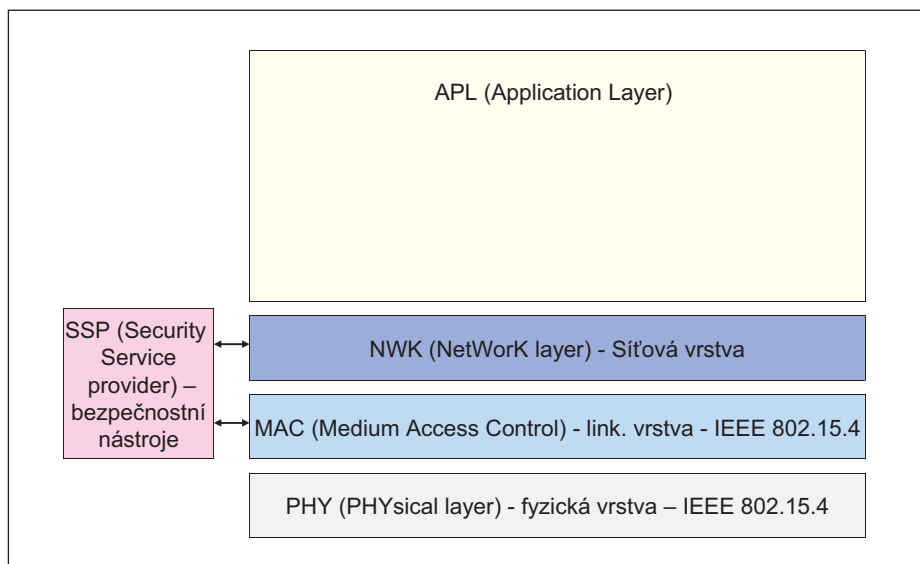 APL (Application Layer)
SSP (Security
Service
provider) –
bezpečnostní
nástroje
NWK (NetWorK layer) - Síťová vrstva
MAC (Medium Access Control) - link. vrstva - IEEE 802.15.4
PHY (PHYsical layer) - fyzická vrstva – IEEE 802.15.4